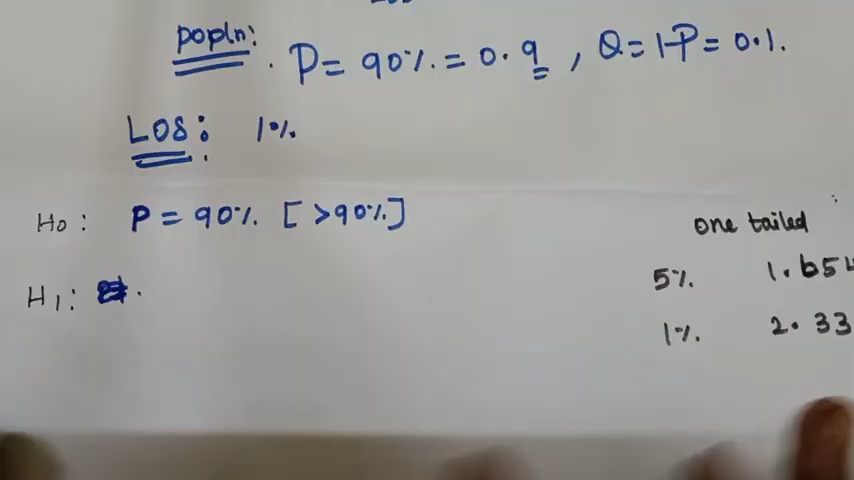 popln: P = 90% = 0.9, Q = 1-P = 0.1.
LOS: 1%
H0: P = 90% [ >90% ]
one tailed
H1:
5% 1.654
1% 2.33